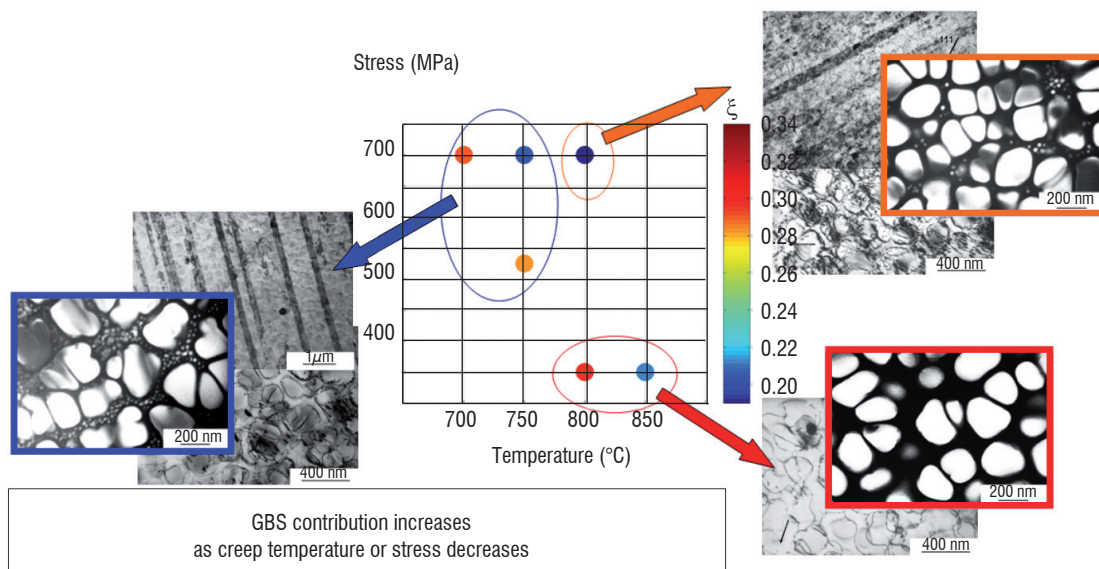 Stress (MPa)
111
ξ
0.34
0.32
0.30
0.28
0.26
0.24
0.22
0.20
700
600
500
400
700 750 800 850
Temperature (°C)
200 nm
400 nm
1μm
200 nm
400 nm
200 nm
400 nm
GBS contribution increases
as creep temperature or stress decreases